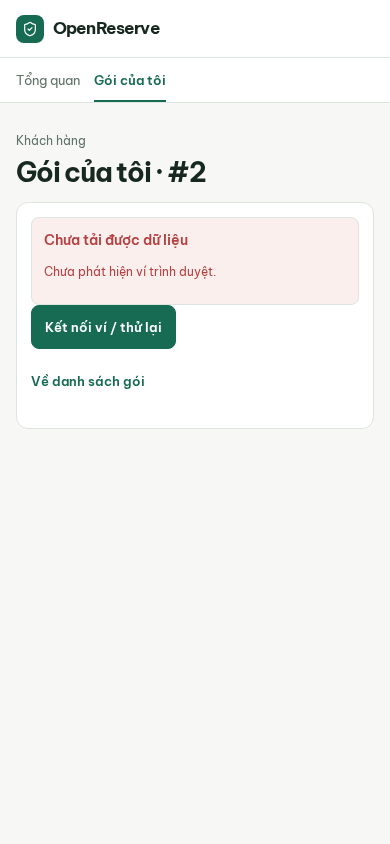 OpenReserve
Tổng quan
Gói của tôi
Khách hàng
Gói của tôi · #2
Chưa tải được dữ liệu
Chưa phát hiện ví trình duyệt.
Kết nối ví / thử lại
Về danh sách gói